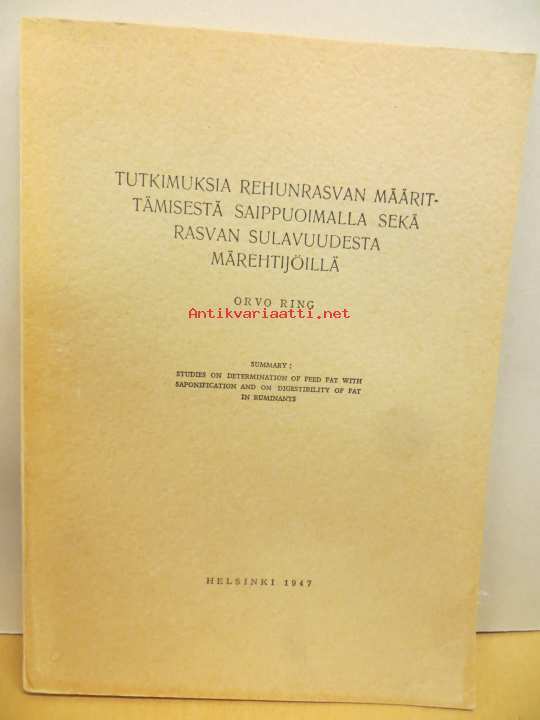 TUTKIMUKSIA REHUNRASVAN MÄÄRIT-
TÄMISESTÄ SAIPPUOIMALLA SEKÄ
RASVAN SULAVUUDESTA
MÄREHTIJÖILLÄ
ORVO RING
Antikvariaatti.net
SUMMARY:
STUDIES ON DETERMINATION OF FEED FAT WITH
SAPONIFICATION AND ON DIGESTIBILITY OF FAT
IN RUMINANTS
HELSINKI 1947